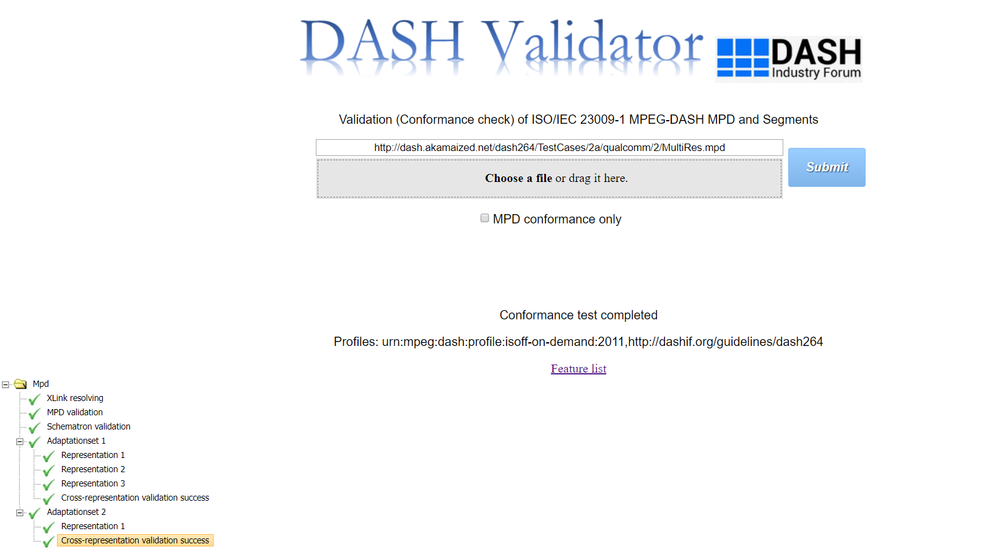 DASH Validator
DASH
Industry Forum
Validation (Conformance check) of ISO/IEC 23009-1 MPEG-DASH MPD and Segments
http://dash.akamaized.net/dash264/TestCases/2a/qualcomm/2/MultiRes.mpd
Choose a file or drag it here.
Submit
MPD conformance only
Conformance test completed
Profiles: urn:mpeg:dash:profile:isoff-on-demand:2011,http://dashif.org/guidelines/dash264
Feature list
Mpd
XLink resolving
MPD validation
Schematron validation
Adaptationset 1
Representation 1
Representation 2
Representation 3
Cross-representation validation success
Adaptationset 2
Representation 1
Cross-representation validation success